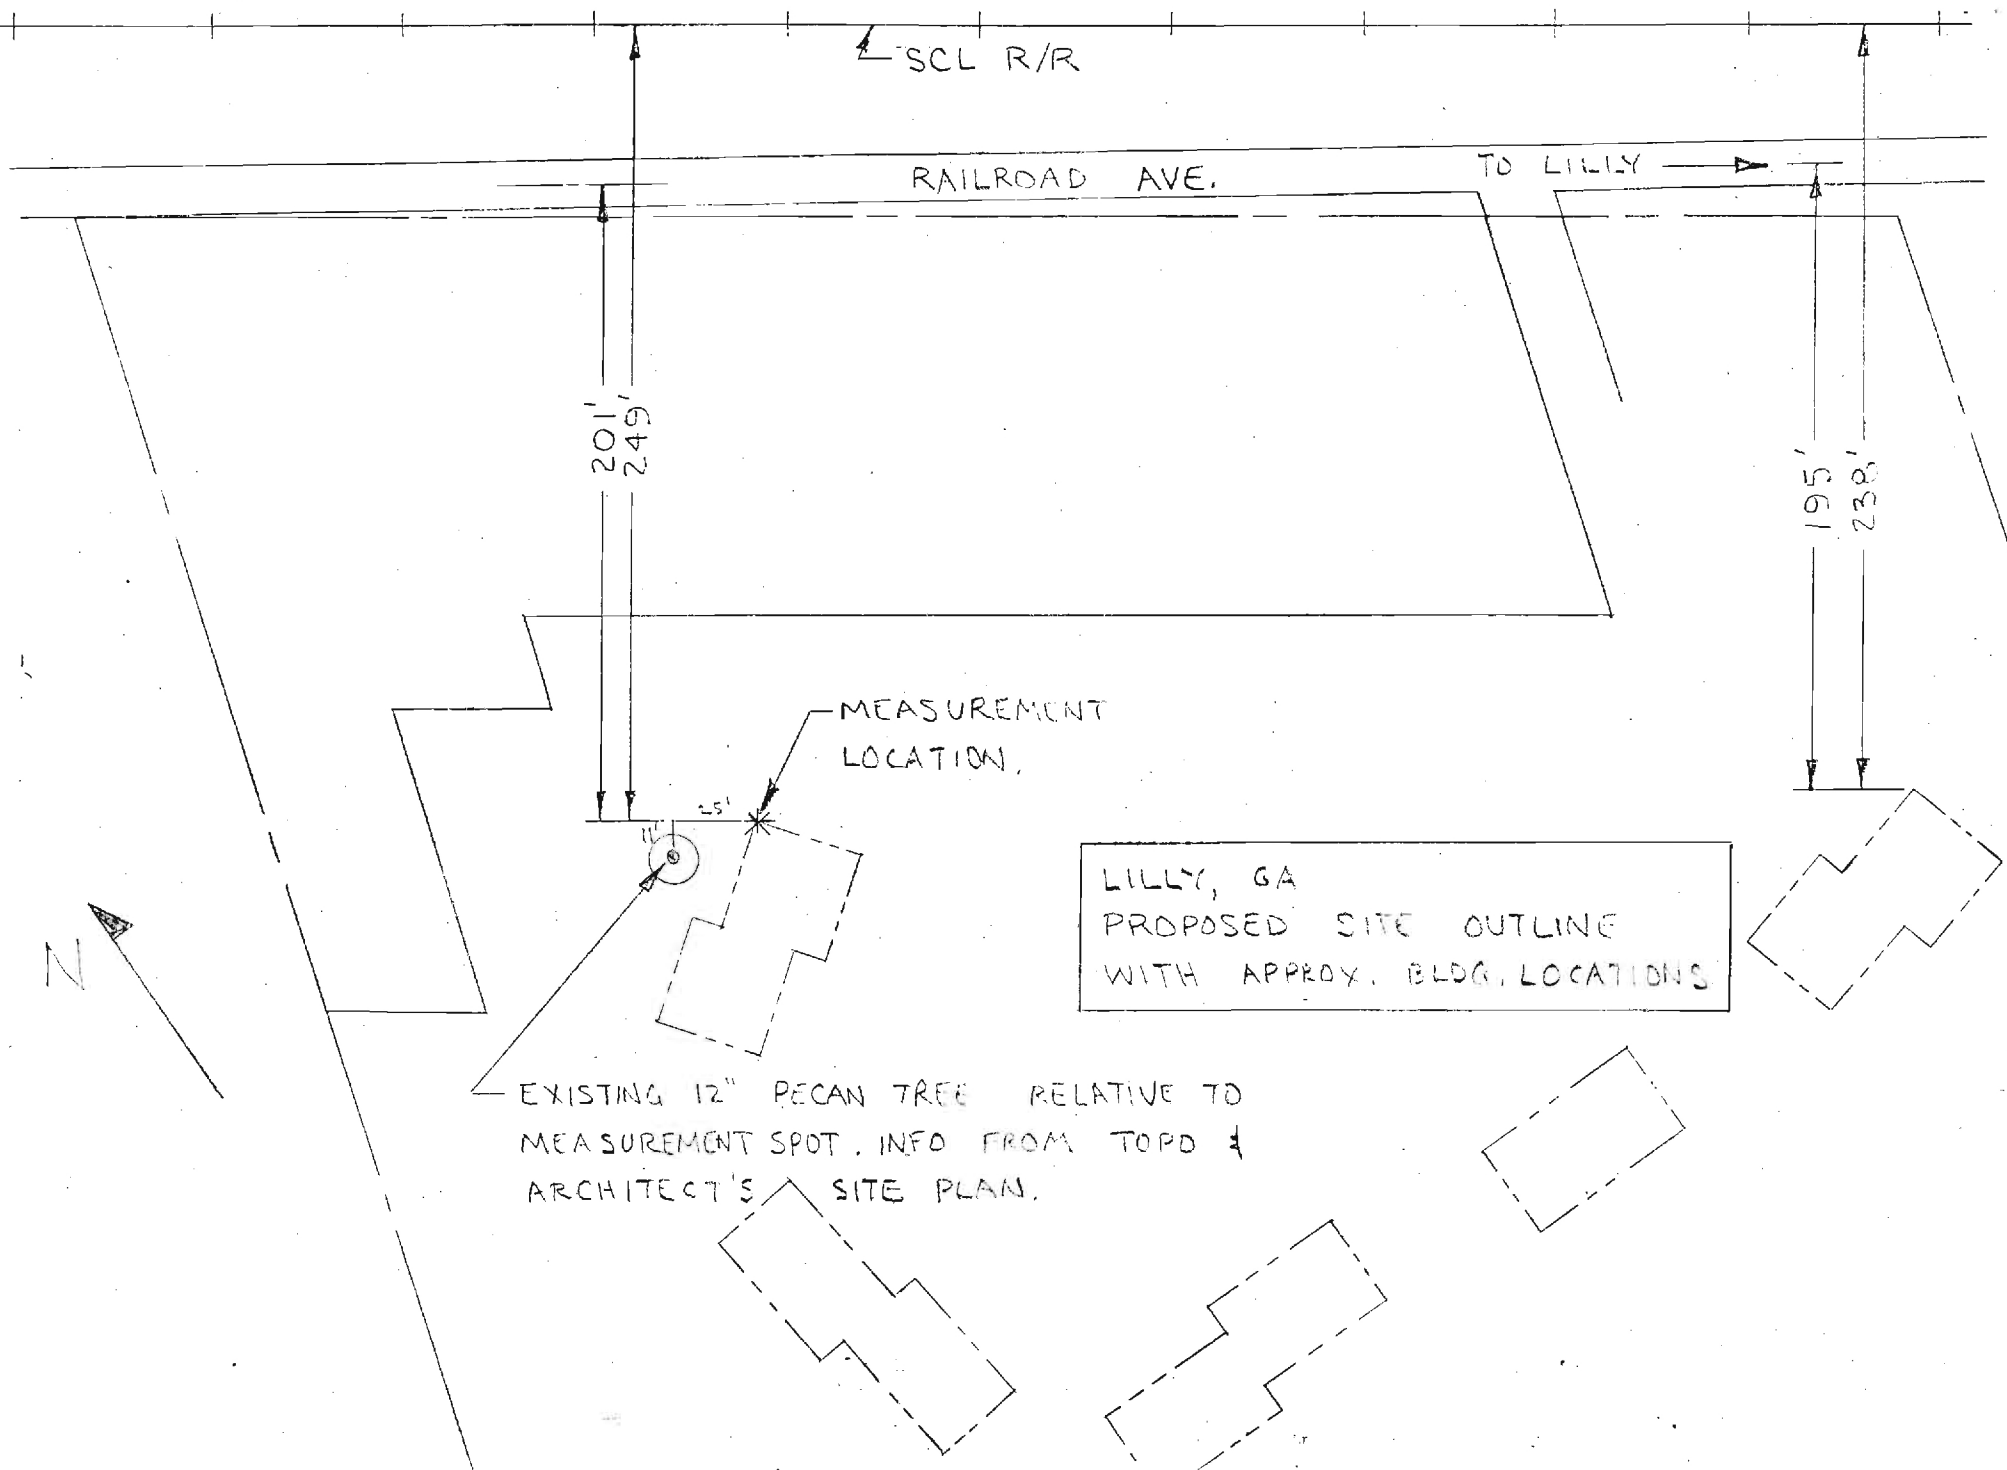 SCL R/R
RAILROAD AVE.
TO LILLY
201'
249'
195'
238'
MEASUREMENT
LOCATION.
25'
11'
LILLY, GA
PROPOSED SITE OUTLINE
WITH APPROX. BLDG. LOCATIONS
N
EXISTING 12" PECAN TREE RELATIVE TO
MEASUREMENT SPOT. INFO FROM TOPO &
ARCHITECT'S SITE PLAN.